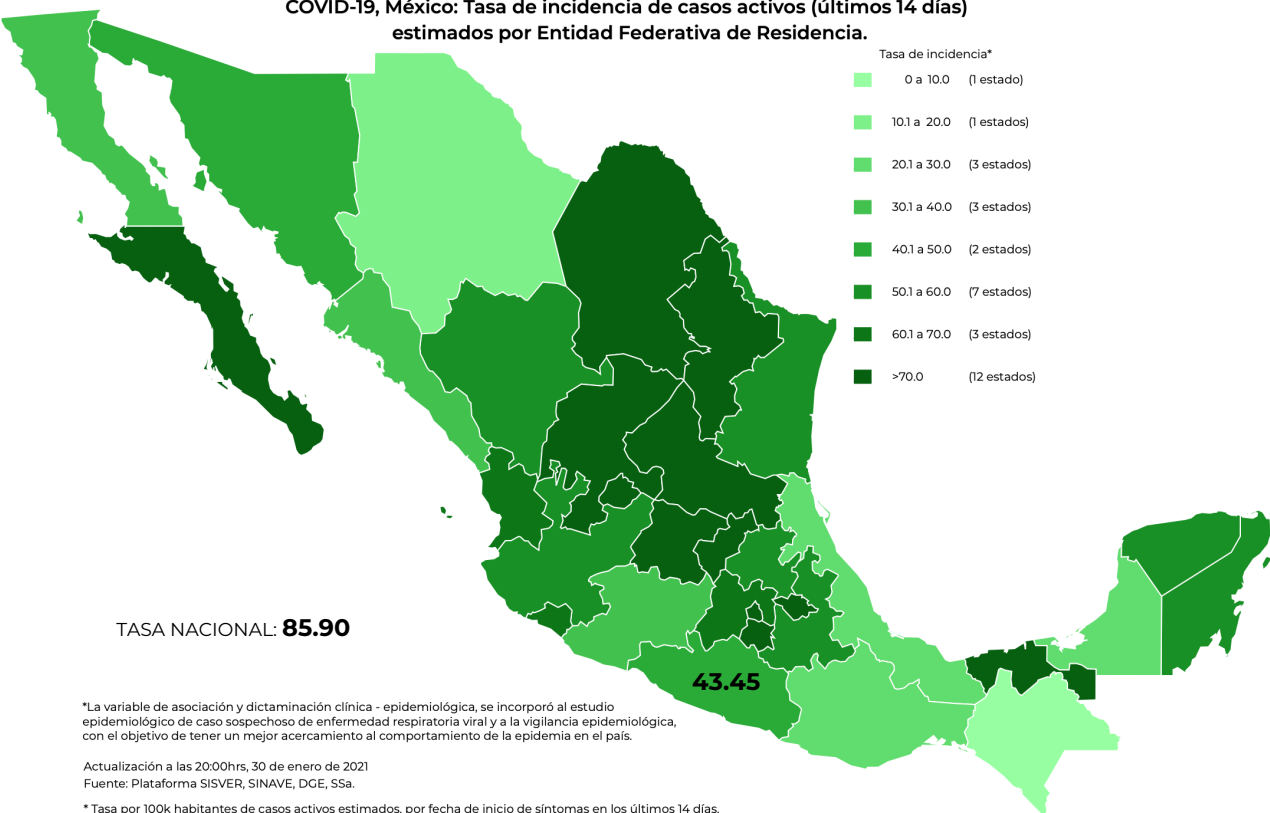 COVID-19, México: Tasa de incidencia de casos activos (últimos 14 días)
estimados por Entidad Federativa de Residencia.
Tasa de incidencia*
0 a 10.0 (1 estado)
10.1 a 20.0 (1 estados)
20.1 a 30.0 (3 estados)
30.1 a 40.0 (3 estados)
40.1 a 50.0 (2 estados)
50.1 a 60.0 (7 estados)
60.1 a 70.0 (3 estados)
>70.0 (12 estados)
TASA NACIONAL: 85.90
43.45
*La variable de asociación y dictaminación clínica - epidemiológica, se incorporó al estudio
epidemiológico de caso sospechoso de enfermedad respiratoria viral y a la vigilancia epidemiológica,
con el objetivo de tener un mejor acercamiento al comportamiento de la epidemia en el país.
Actualización a las 20:00hrs, 30 de enero de 2021
Fuente: Plataforma SISVER, SINAVE, DGE, SSa.
* Tasa por 100k habitantes de casos activos estimados, por fecha de inicio de síntomas en los últimos 14 días.